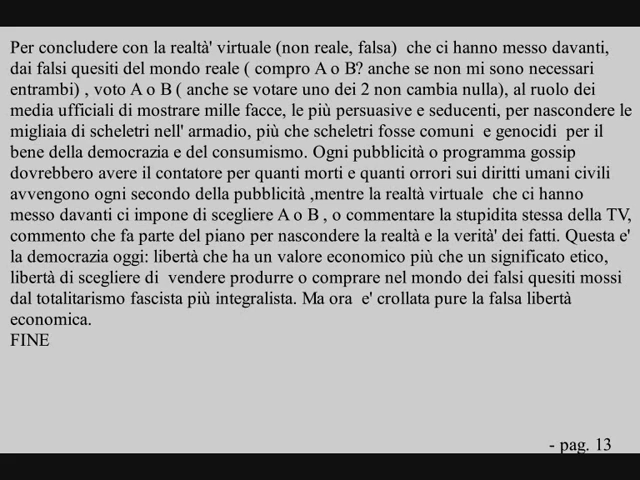 Per concludere con la realtà' virtuale (non reale, falsa)  che ci hanno messo davanti,
dai falsi quesiti del mondo reale ( compro A o B? anche se non mi sono necessari
entrambi) , voto A o B ( anche se votare uno dei 2 non cambia nulla), al ruolo dei
media ufficiali di mostrare mille facce, le più persuasive e seducenti, per nascondere le
migliaia di scheletri nell' armadio, più che scheletri fosse comuni  e genocidi  per il
bene della democrazia e del consumismo. Ogni pubblicità o programma gossip
dovrebbero avere il contatore per quanti morti e quanti orrori sui diritti umani civili
avvengono ogni secondo della pubblicità ,mentre la realtà virtuale  che ci hanno
messo davanti ci impone di scegliere A o B , o commentare la stupidita stessa della TV,
commento che fa parte del piano per nascondere la realtà e la verità' dei fatti. Questa e'
la democrazia oggi: libertà che ha un valore economico più che un significato etico,
libertà di scegliere di  vendere produrre o comprare nel mondo dei falsi quesiti mossi
dal totalitarismo fascista più integralista. Ma ora  e' crollata pure la falsa libertà
economica.
FINE
- pag. 13